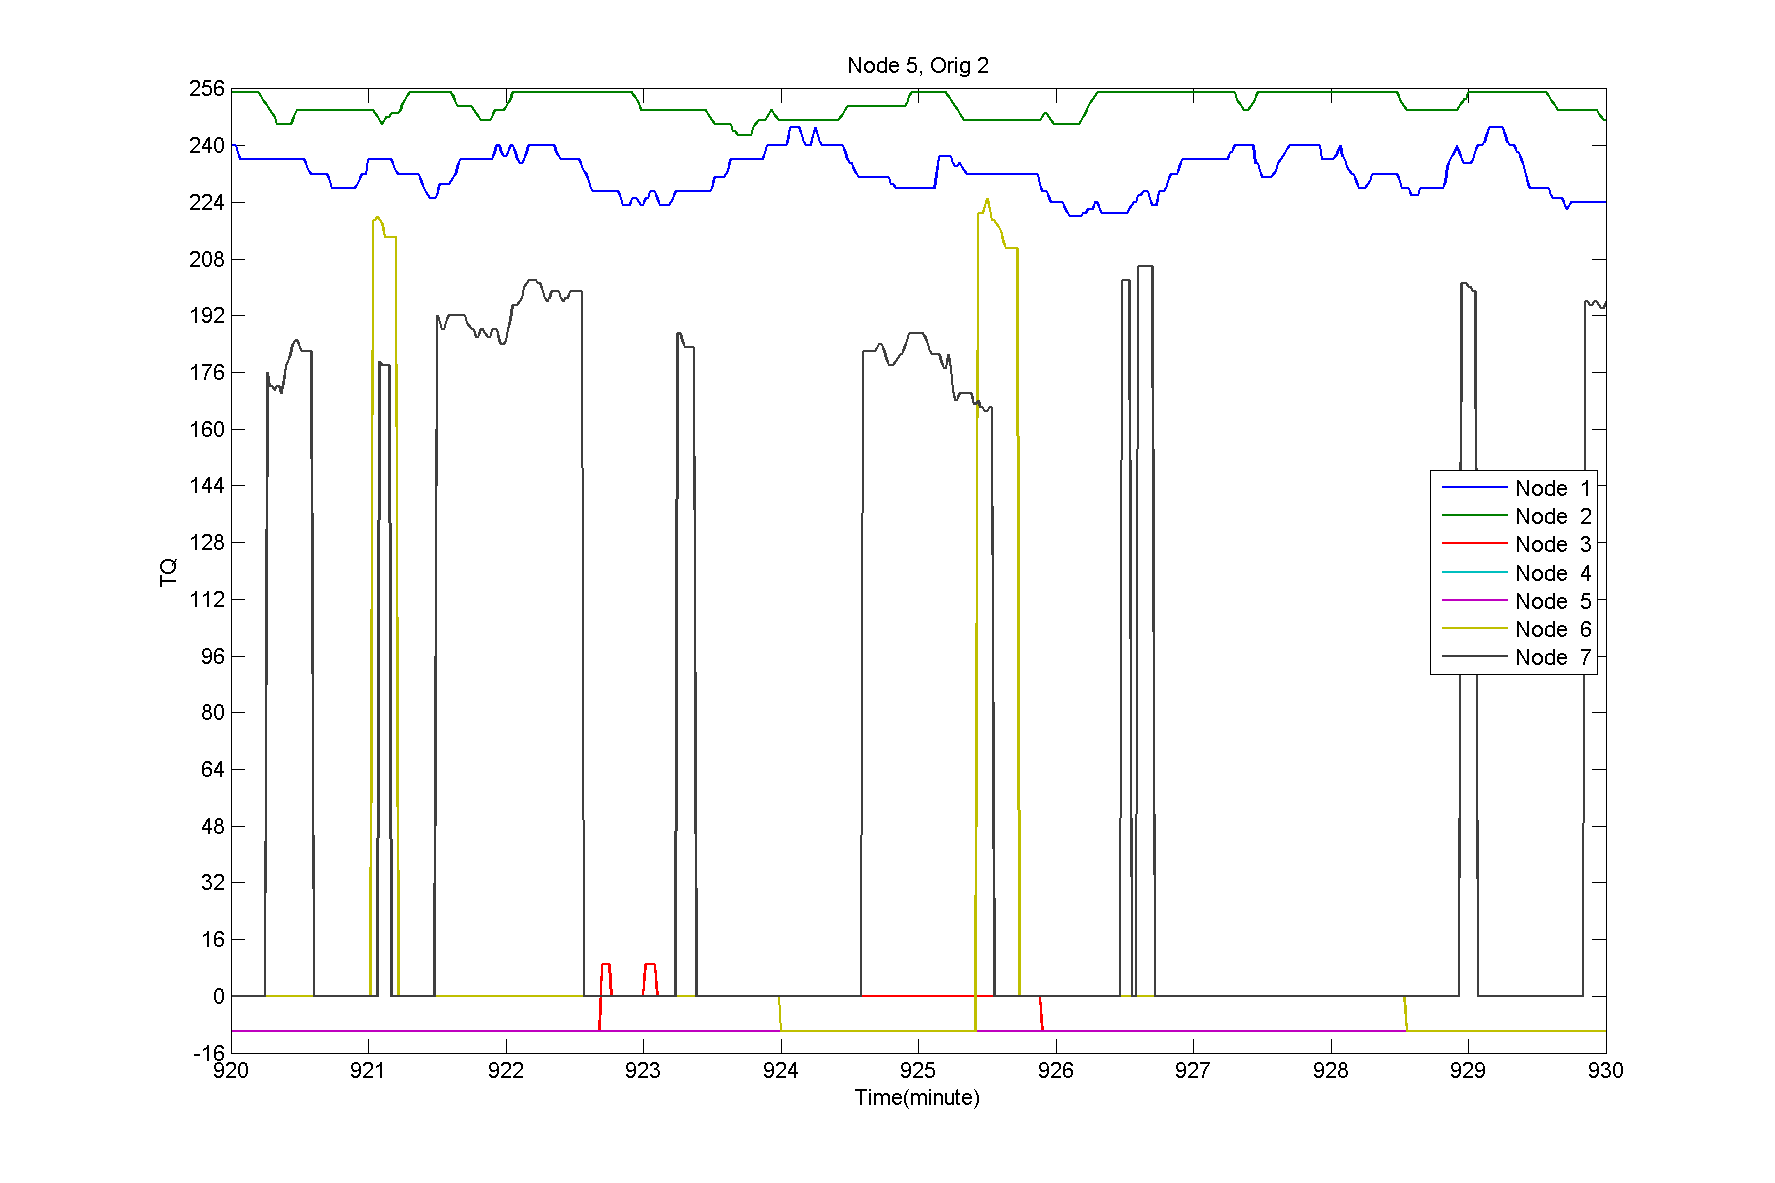 Node 5, Orig 2
256
240
224
208
192
176
160
144
128
112
96
80
64
48
32
16
0
-16
TQ
920 921 922 923 924 925 926 927 928 929 930
Time(minute)
Node 1
Node 2
Node 3
Node 4
Node 5
Node 6
Node 7